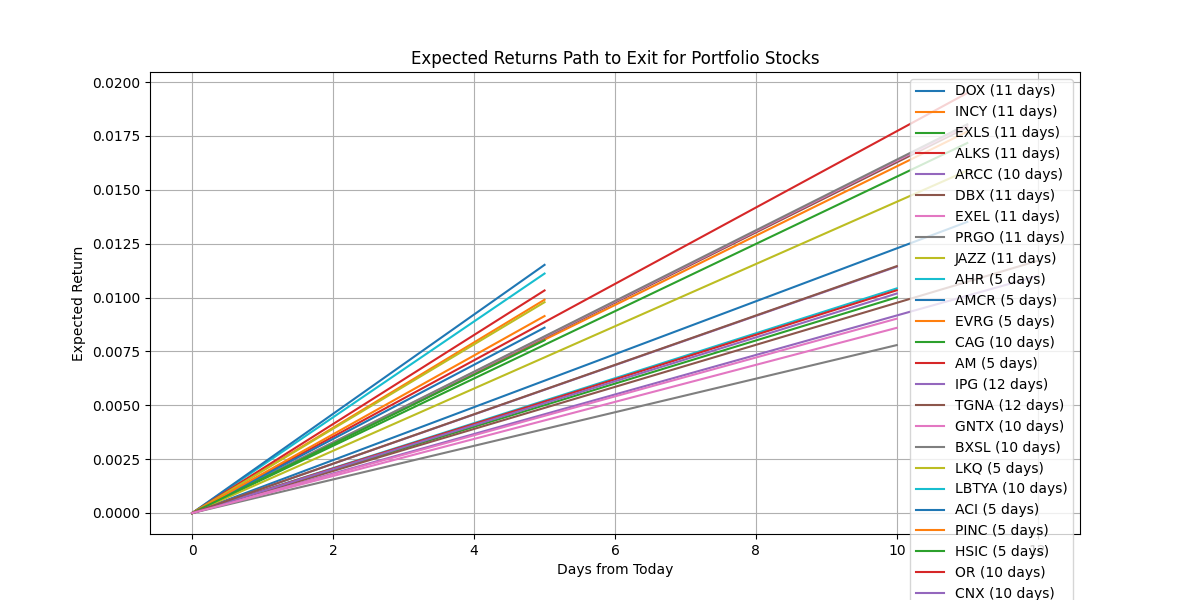 Expected Returns Path to Exit for Portfolio Stocks
Expected Return
0.0200
0.0175
0.0150
0.0125
0.0100
0.0075
0.0050
0.0025
0.0000
0
2
4
6
8
10
Days from Today
DOX (11 days)
INCY (11 days)
EXLS (11 days)
ALKS (11 days)
ARCC (10 days)
DBX (11 days)
EXEL (11 days)
PRGO (11 days)
JAZZ (11 days)
AHR (5 days)
AMCR (5 days)
EVRG (5 days)
CAG (10 days)
AM (5 days)
IPG (12 days)
TGNA (12 days)
GNTX (10 days)
BXSL (10 days)
LKQ (5 days)
LBTYA (10 days)
ACI (5 days)
PINC (5 days)
HSIC (5 days)
OR (10 days)
CNX (10 days)